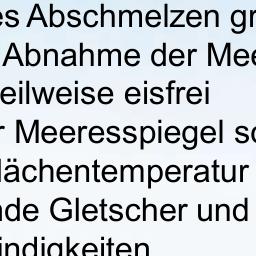 es Abschmelzen gr
Abnahme der Mee
eilweise eisfrei
r Meeresspiegel so
lächentemperatur
nde Gletscher und
indigkeiten